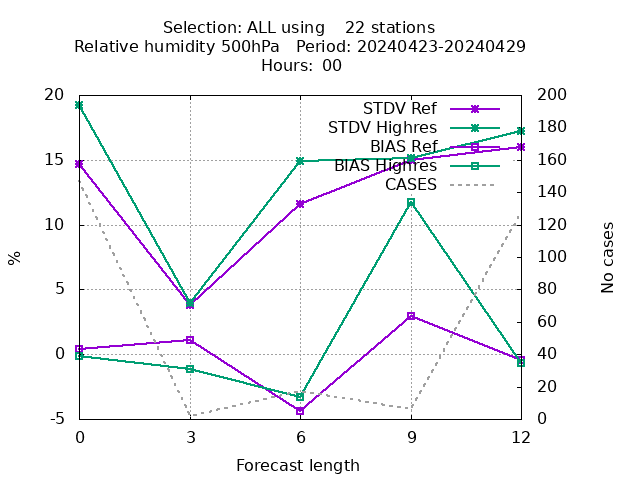 Selection: ALL using    22 stations
Relative humidity 500hPa   Period: 20240423-20240429
Hours: 00
STDV Ref
STDV Highres
BIAS Ref
BIAS Highres
CASES
20
15
10
5
0
-5
%
200
180
160
140
120
100
80
60
40
20
0
No cases
0 3 6 9 12
Forecast length